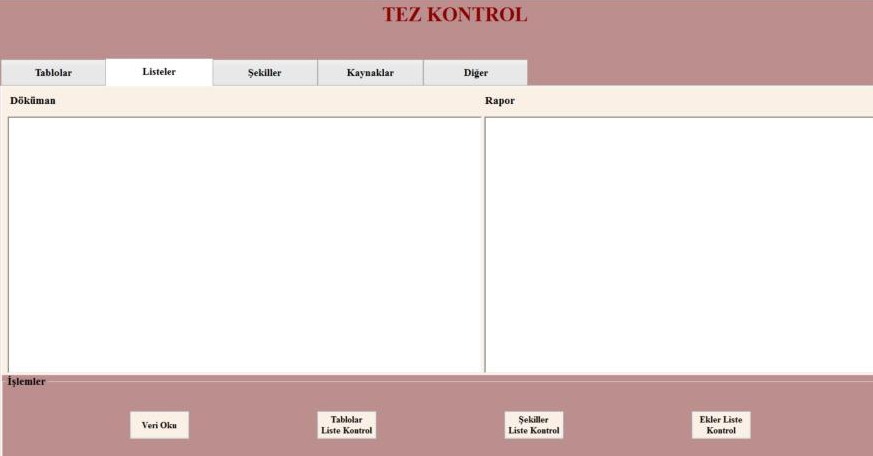 TEZ KONTROL
Tablolar Listeler Şekiller Kaynaklar Diğer
Döküman Rapor
İşlemler
Veri Oku
Tablolar
Liste Kontrol
Şekiller
Liste Kontrol
Ekler Liste
Kontrol